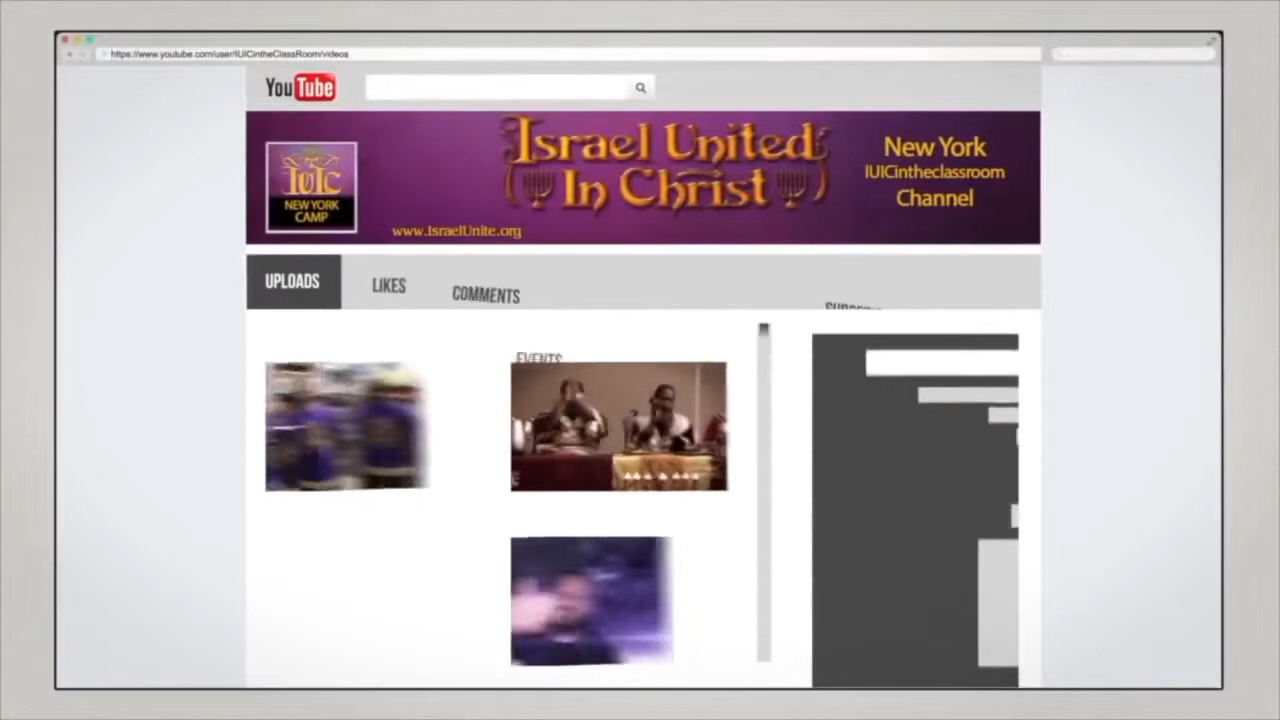 https://www.youtube.com/user/IUICintheClassRoom/videos
YouTube
Israel United
In Christ
New York
IUICintheclassroom
Channel
IUIC
NEW YORK
CAMP
www.IsraelUnite.org
UPLOADS
LIKES
COMMENTS
EVENTS